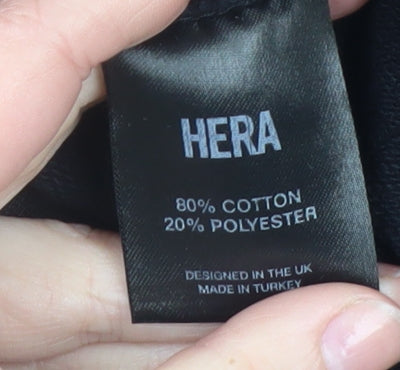 HERA
80% COTTON
20% POLYESTER
DESIGNED IN THE UK
MADE IN TURKEY